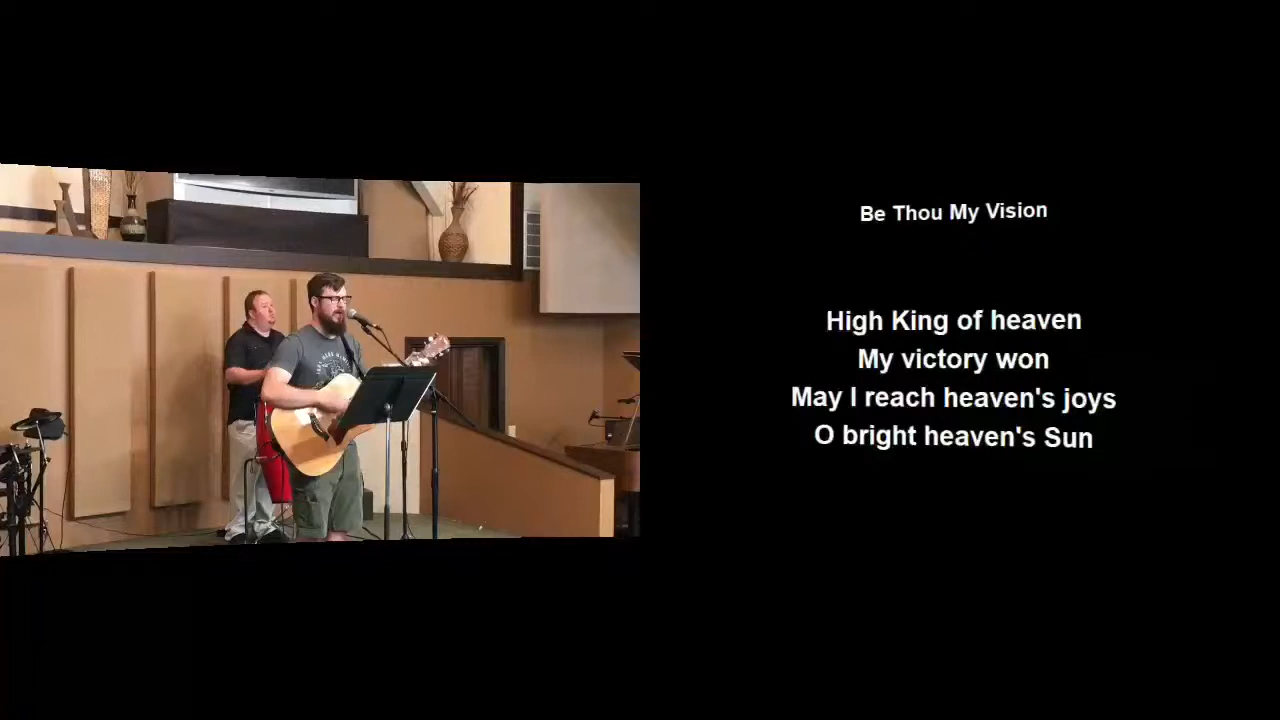 Be Thou My Vision
High King of heaven
My victory won
May I reach heaven's joys
O bright heaven's Sun